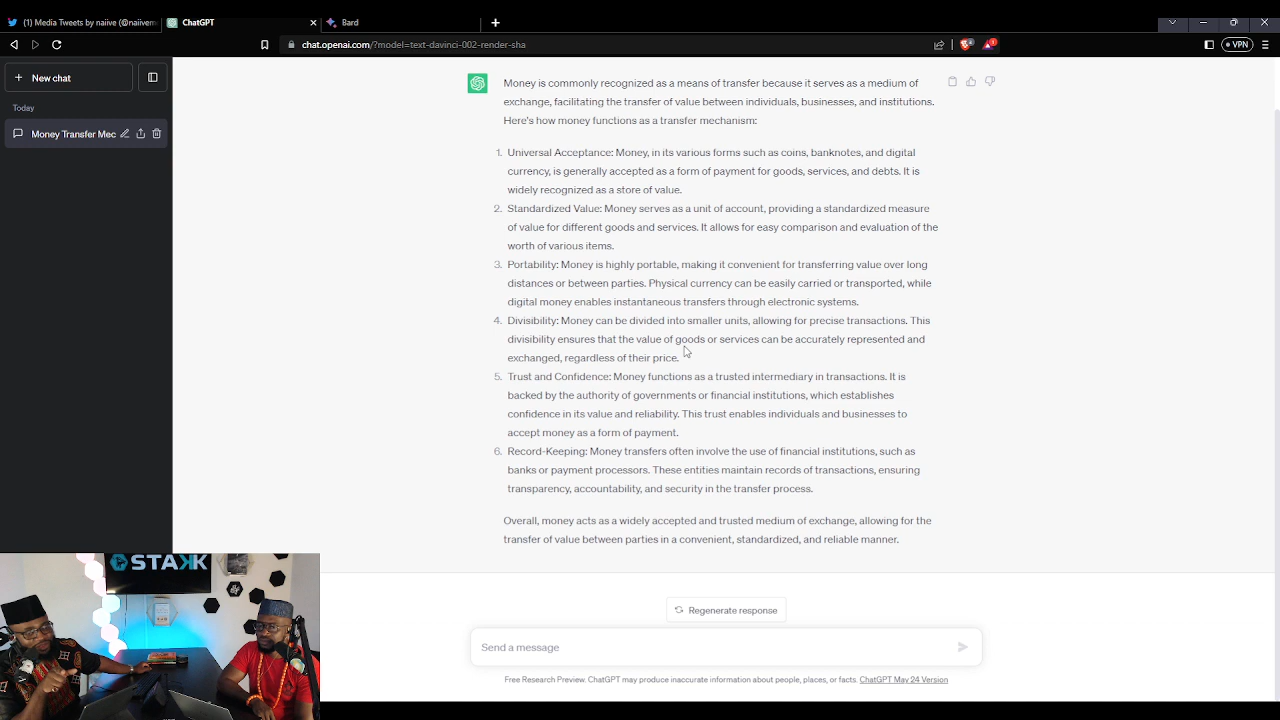 (1) Media Tweets by naiive (@naiivem
ChatGPT
Bard
chat.openai.com/?model=text-davinci-002-render-sha
VPN
New chat
Today
Money Transfer Mec
Money is commonly recognized as a means of transfer because it serves as a medium of
exchange, facilitating the transfer of value between individuals, businesses, and institutions.
Here's how money functions as a transfer mechanism:
1. Universal Acceptance: Money, in its various forms such as coins, banknotes, and digital
currency, is generally accepted as a form of payment for goods, services, and debts. It is
widely recognized as a store of value.
2. Standardized Value: Money serves as a unit of account, providing a standardized measure
of value for different goods and services. It allows for easy comparison and evaluation of the
worth of various items.
3. Portability: Money is highly portable, making it convenient for transferring value over long
distances or between parties. Physical currency can be easily carried or transported, while
digital money enables instantaneous transfers through electronic systems.
4. Divisibility: Money can be divided into smaller units, allowing for precise transactions. This
divisibility ensures that the value of goods or services can be accurately represented and
exchanged, regardless of their price.
5. Trust and Confidence: Money functions as a trusted intermediary in transactions. It is
backed by the authority of governments or financial institutions, which establishes
confidence in its value and reliability. This trust enables individuals and businesses to
accept money as a form of payment.
6. Record-Keeping: Money transfers often involve the use of financial institutions, such as
banks or payment processors. These entities maintain records of transactions, ensuring
transparency, accountability, and security in the transfer process.
Overall, money acts as a widely accepted and trusted medium of exchange, allowing for the
transfer of value between parties in a convenient, standardized, and reliable manner.
STAKK
Regenerate response
Send a message
Free Research Preview. ChatGPT may produce inaccurate information about people, places, or facts. ChatGPT May 24 Version